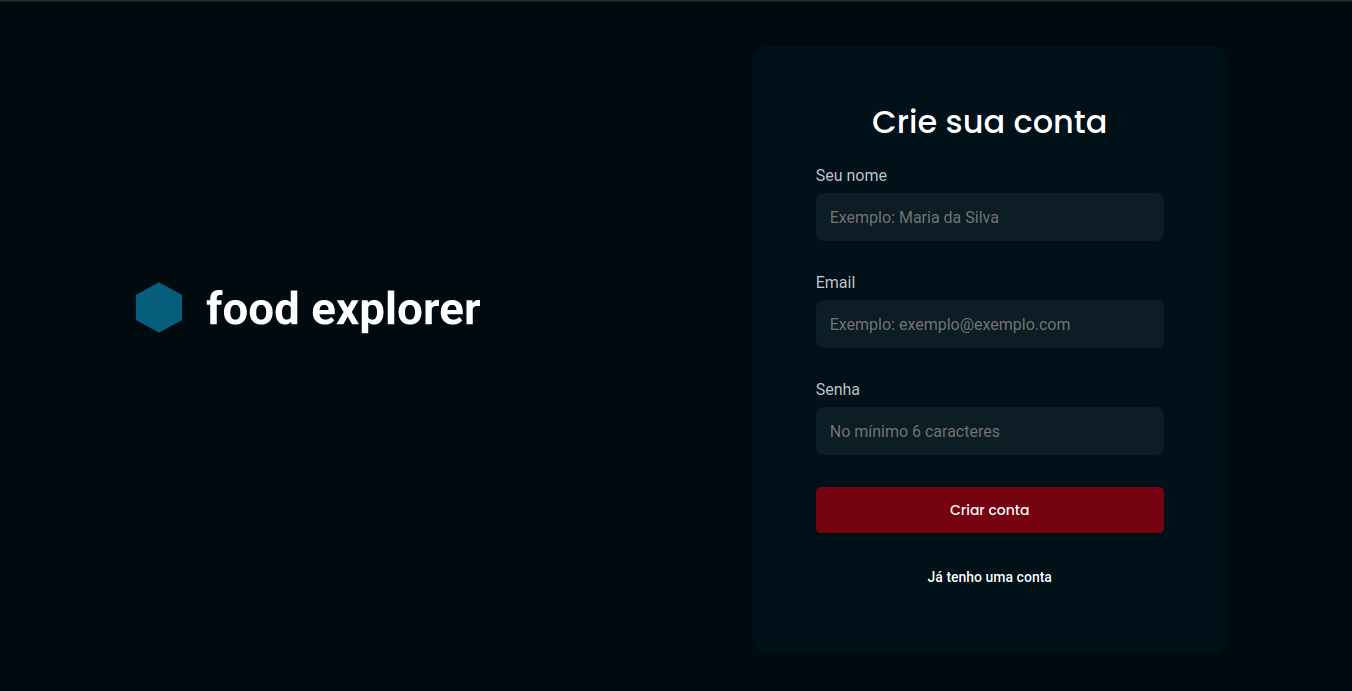 food explorer
Crie sua conta
Seu nome
Exemplo: Maria da Silva
Email
Exemplo: exemplo@exemplo.com
Senha
No mínimo 6 caracteres
Criar conta
Já tenho uma conta